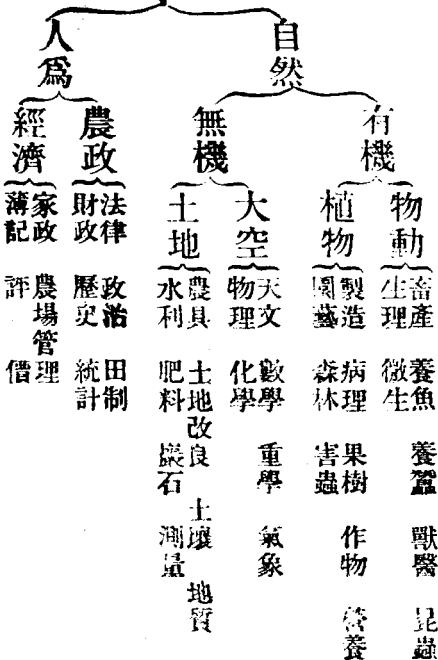 自然
人爲
有機
無機
農政
經濟
物動
植物
大空
土地
畜產 養魚 養蠶 獸醫 昆蟲
生理 微生
製造 病理 果樹 作物 營養
園藝 森林 害蟲
天文 數學 重學 氣象
物理 化學
農具 土地改良 土壤 地質
水利 肥料 巖石 測量
法律 政治 田制
財政 歷史 統計
家政 農場管理
薄記 評價